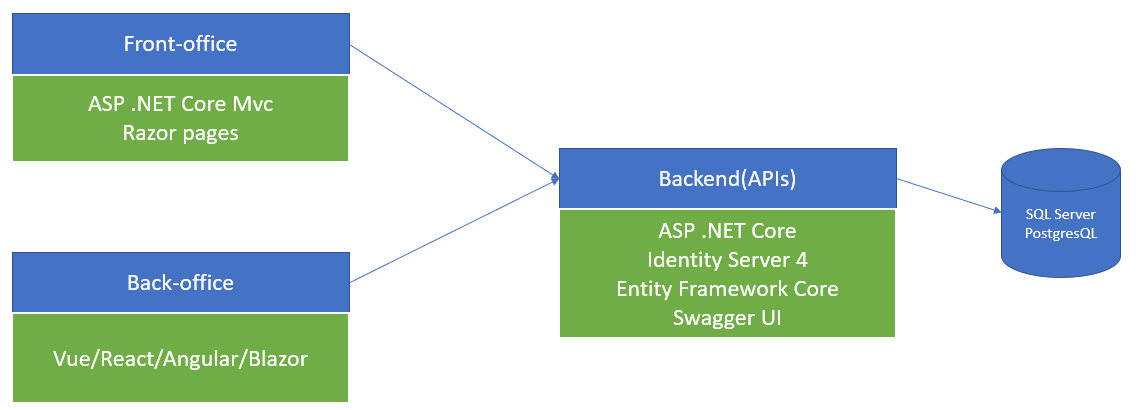 Front-office
ASP .NET Core Mvc
Razor pages
Back-office
Vue/React/Angular/Blazor
Backend(APIs)
ASP .NET Core
Identity Server 4
Entity Framework Core
Swagger UI
SQL Server
PostgresQL